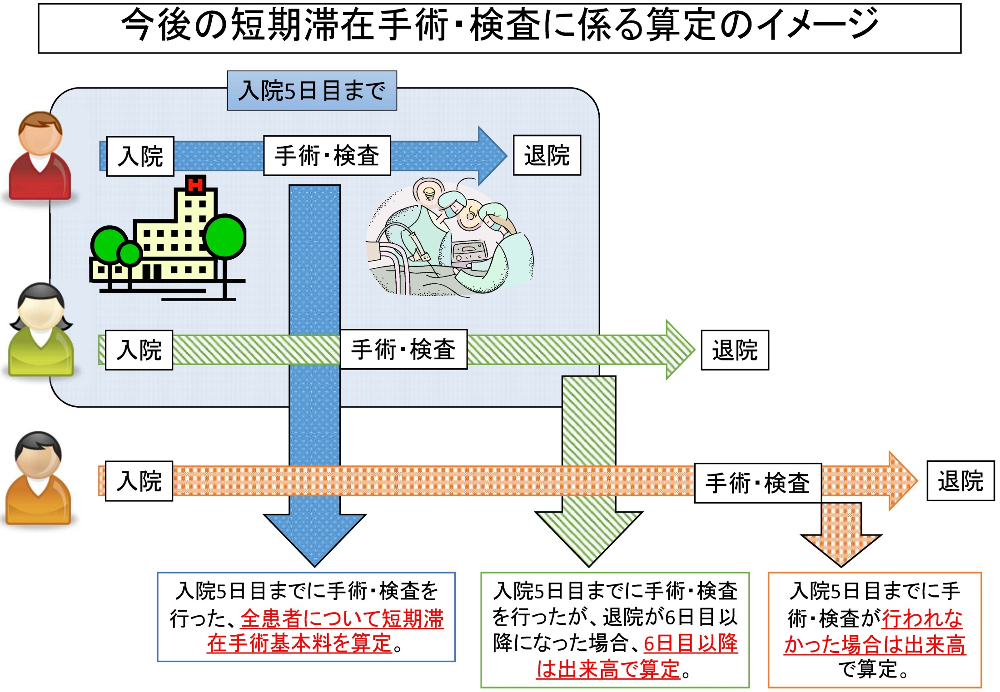 今後の短期滞在手術・検査に係る算定のイメージ
入院5日目まで
入院
手術・検査
退院
H
入院
手術・検査
退院
入院
手術・検査
退院
入院5日目までに手術・検査を
行った、全患者について短期滞
在手術基本料を算定。
入院5日目までに手術・検査
を行ったが、退院が6日目以
降になった場合、6日目以降
は出来高で算定。
入院5日目までに手
術・検査が行われな
かった場合は出来高
で算定。